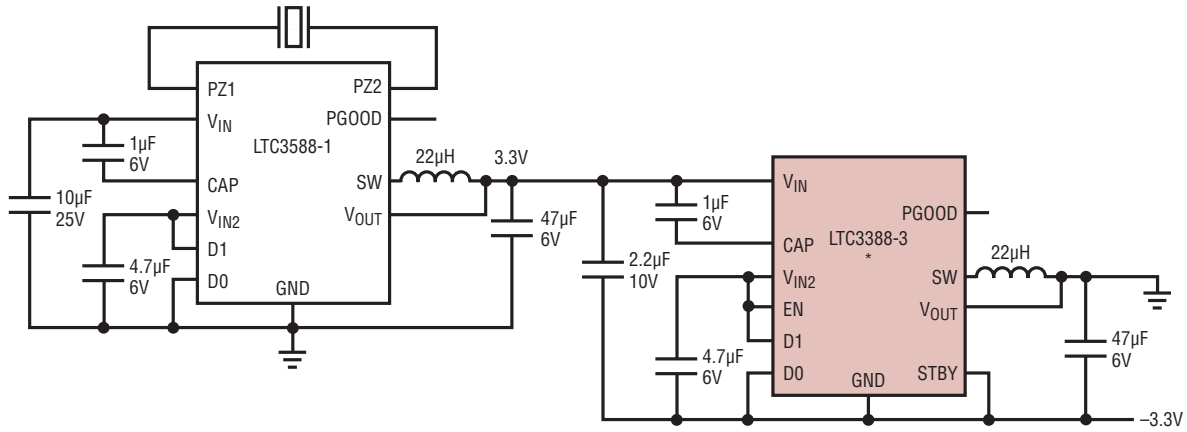 PZ1
PZ2
VIN
PGOOD
LTC3588-1
1µF
6V
CAP
SW
22µH
3.3V
10µF
25V
VIN2
VOUT
D1
47µF
6V
4.7µF
6V
D0
GND
VIN
1µF
6V
PGOOD
LTC3388-3
*
CAP
2.2µF
10V
VIN2
SW
22µH
EN
VOUT
D1
47µF
6V
4.7µF
6V
D0
GND
STBY
–3.3V